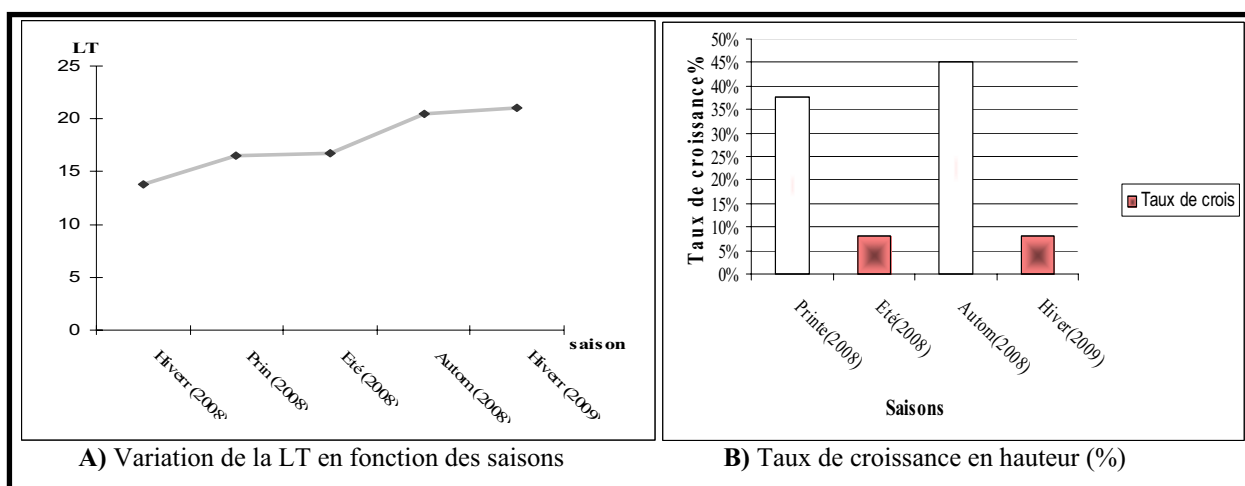 LT
25
20
15
10
5
0
saison
Hiverr (2008)
Prin (2008)
Eté (2008)
Autom (2008)
Hiverr (2009)
A) Variation de la LT en fonction des saisons
Taux de croissance%
50%
45%
40%
35%
30%
25%
20%
15%
10%
5%
0%
Printe(2008)
Eté(2008)
Autom(2008)
Hiver(2009)
Saisons
Taux de crois
B) Taux de croissance en hauteur (%)